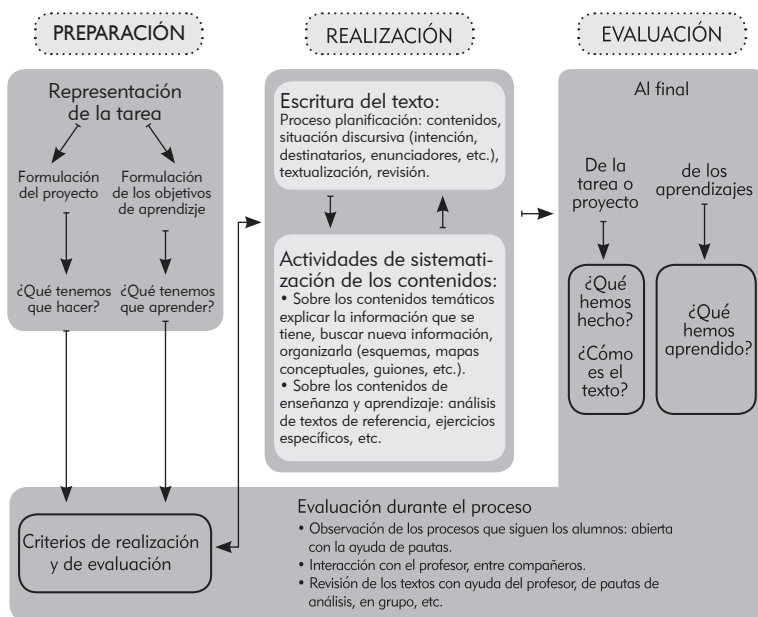 PREPARACIÓN
Representación
de la tarea
Formulación
del proyecto
Formulación
de los objetivos
de aprendizje
¿Qué tenemos
que hacer?
¿Qué tenemos
que aprender?
REALIZACIÓN
Escritura del texto:
Proceso planificación: contenidos,
situación discursiva (intención,
destinatarios, enunciadores, etc.),
textualización, revisión.
Actividades de sistemati-
zación de los contenidos:
• Sobre los contenidos temáticos
explicar la información que se
tiene, buscar nueva información,
organizarla (esquemas, mapas
conceptuales, guiones, etc.).
• Sobre los contenidos de
enseñanza y aprendizaje: análisis
de textos de referencia, ejercicios
específicos, etc.
EVALUACIÓN
Al final
De la
tarea o
proyecto
de los
aprendizajes
¿Qué
hemos
hecho?
¿Cómo
es el
texto?
¿Qué
hemos
aprendido?
Criterios de realización
y de evaluación
Evaluación durante el proceso
• Observación de los procesos que siguen los alumnos: abierta
con la ayuda de pautas.
• Interacción con el profesor, entre compañeros.
• Revisión de los textos con ayuda del profesor, de pautas de
análisis, en grupo, etc.